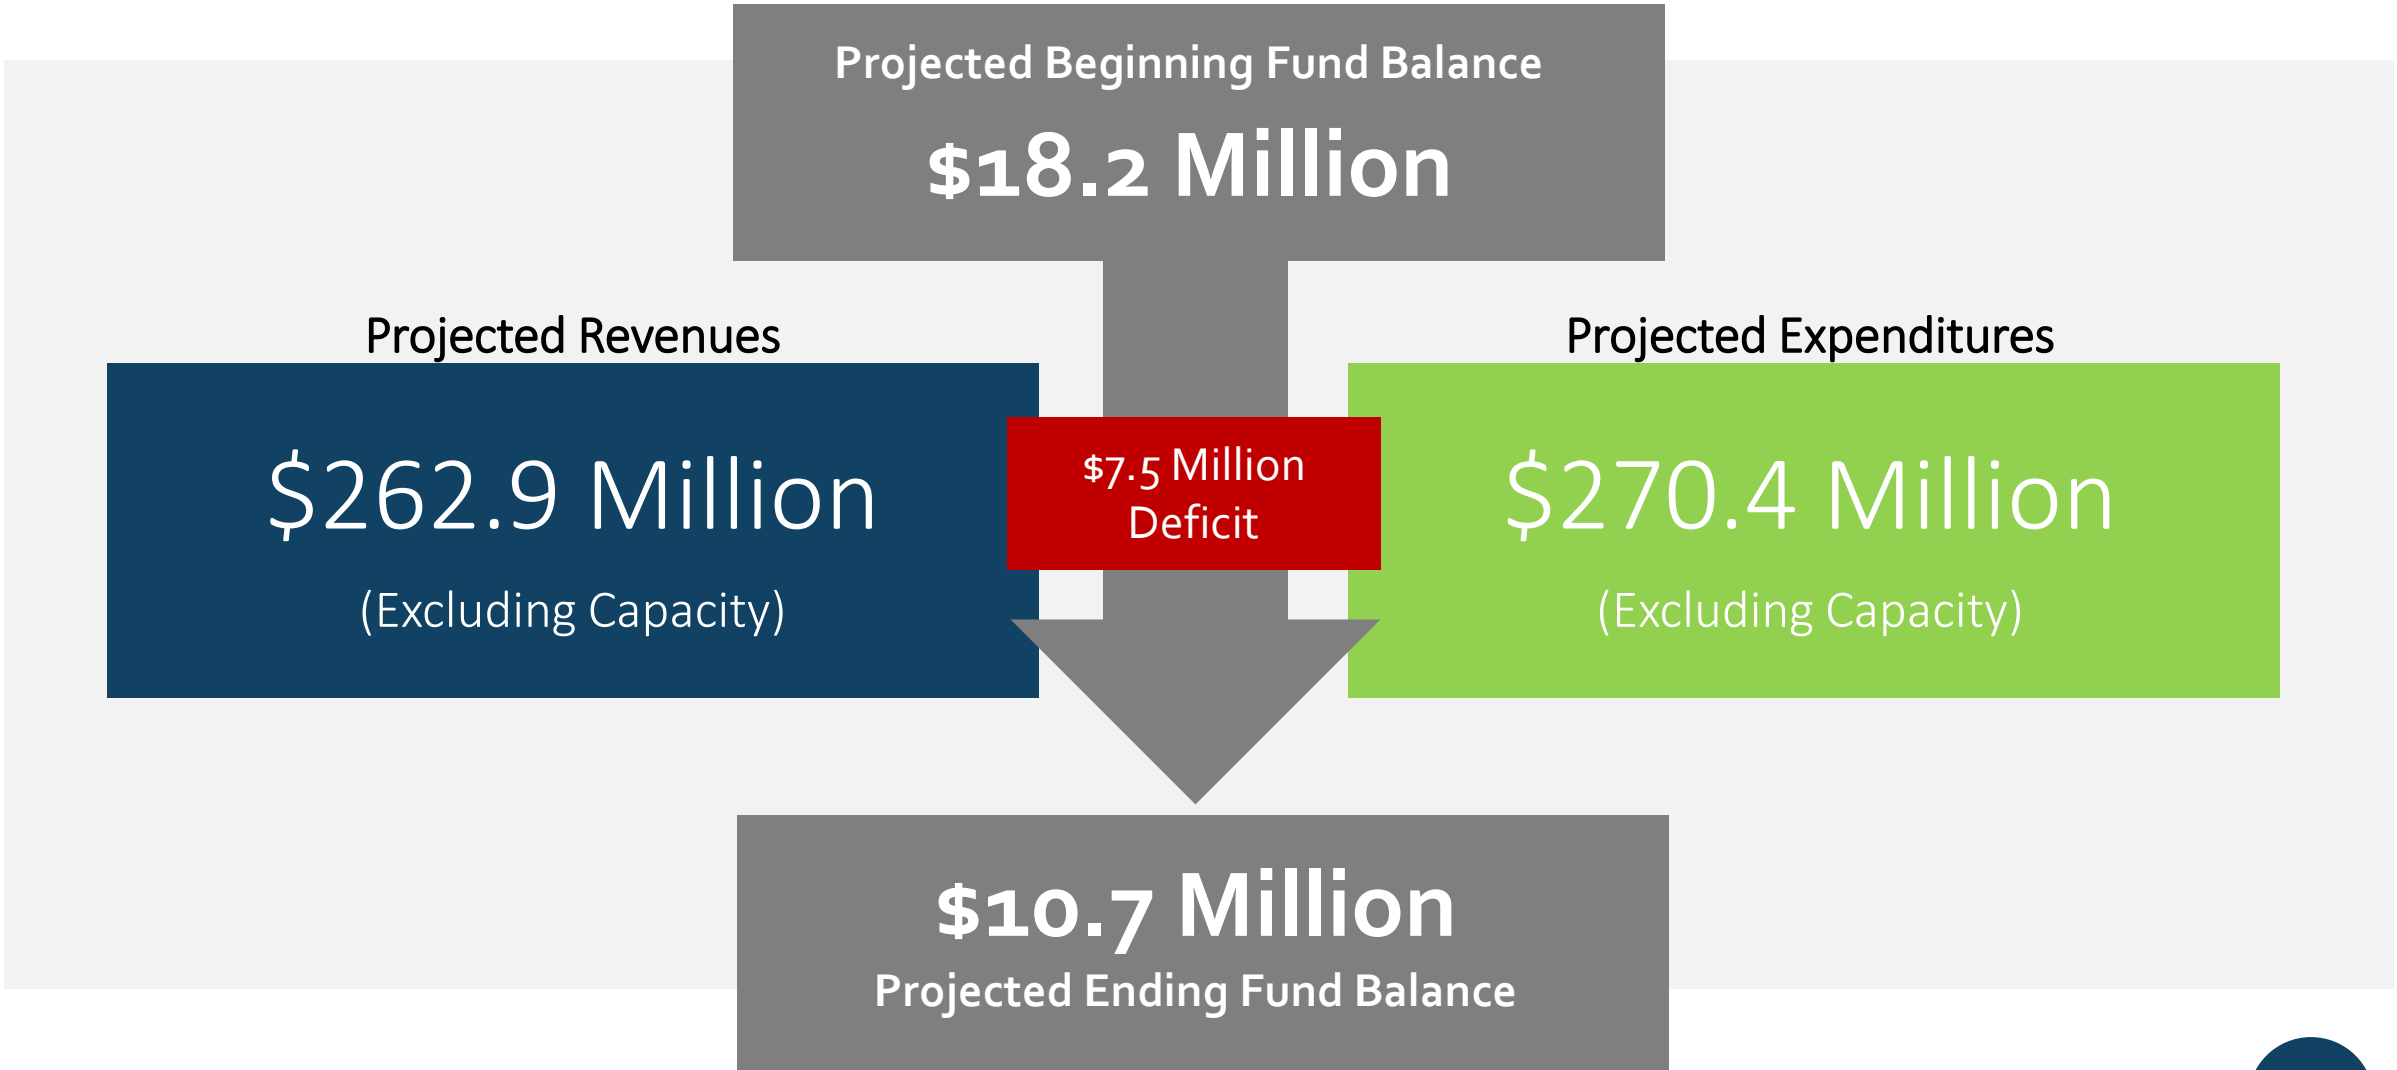 Projected Beginning Fund Balance
$18.2 Million
Projected Revenues
$262.9 Million
(Excluding Capacity)
$7.5 Million
Deficit
Projected Expenditures
$270.4 Million
(Excluding Capacity)
$10.7 Million
Projected Ending Fund Balance